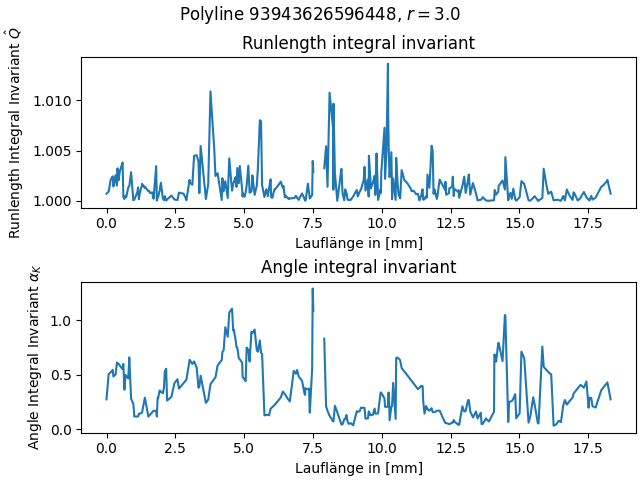 Polyline 93943626596448, r = 3.0
Runlength integral invariant
Runlength Integral Invariant Q̂
1.010
1.005
1.000
0.0 2.5 5.0 7.5 10.0 12.5 15.0 17.5
Lauflänge in [mm]
Angle integral invariant
Angle Integral Invariant α_K
1.0
0.5
0.0
0.0 2.5 5.0 7.5 10.0 12.5 15.0 17.5
Lauflänge in [mm]